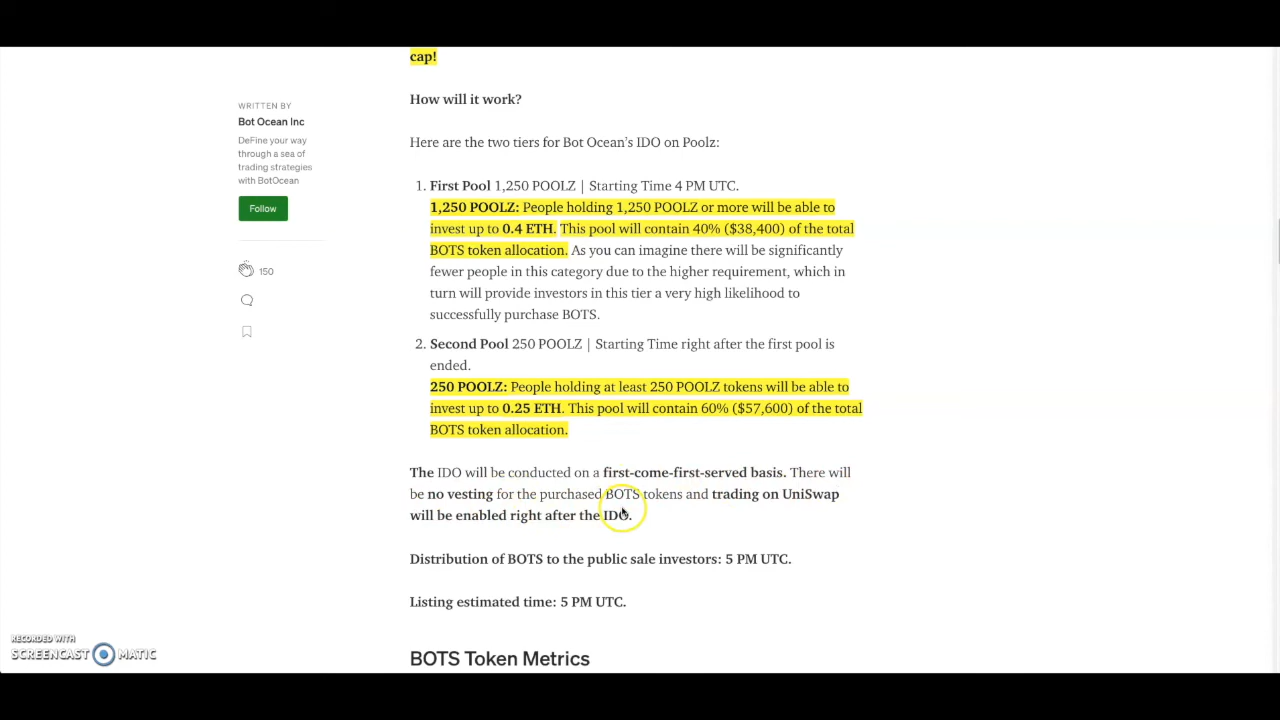 cap!
WRITTEN BY
Bot Ocean Inc
DeFine your way
through a sea of
trading strategies
with BotOcean
Follow
150
How will it work?
Here are the two tiers for Bot Ocean’s IDO on Poolz:
1. First Pool 1,250 POOLZ | Starting Time 4 PM UTC.
1,250 POOLZ: People holding 1,250 POOLZ or more will be able to
invest up to 0.4 ETH. This pool will contain 40% ($38,400) of the total
BOTS token allocation. As you can imagine there will be significantly
fewer people in this category due to the higher requirement, which in
turn will provide investors in this tier a very high likelihood to
successfully purchase BOTS.
2. Second Pool 250 POOLZ | Starting Time right after the first pool is
ended.
250 POOLZ: People holding at least 250 POOLZ tokens will be able to
invest up to 0.25 ETH. This pool will contain 60% ($57,600) of the total
BOTS token allocation.
The IDO will be conducted on a first-come-first-served basis. There will
be no vesting for the purchased BOTS tokens and trading on UniSwap
will be enabled right after the IDO.
Distribution of BOTS to the public sale investors: 5 PM UTC.
Listing estimated time: 5 PM UTC.
BOTS Token Metrics
RECORDED WITH
SCREENCAST MATIC